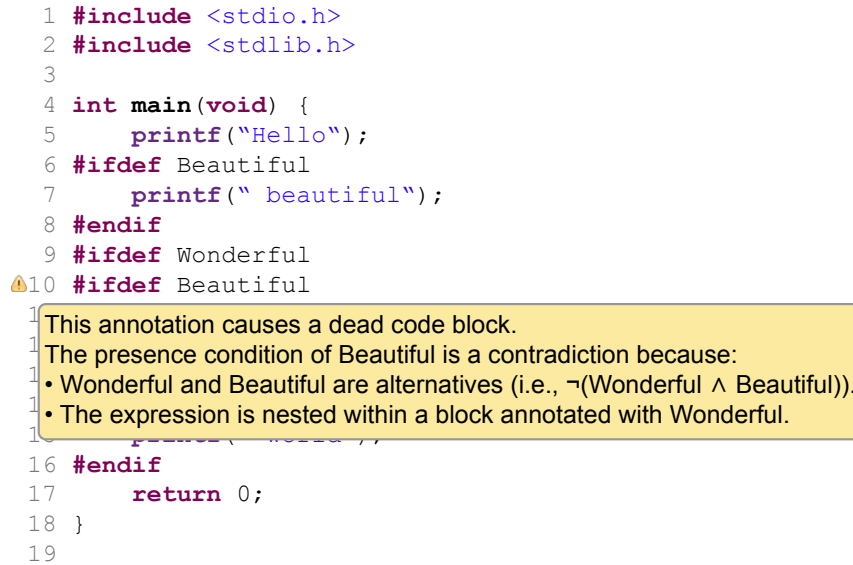 1 #include <stdio.h>
2 #include <stdlib.h>
3
4 int main(void) {
5 printf(“Hello“);
6 #ifdef Beautiful
7 printf(“ beautiful“);
8 #endif
9 #ifdef Wonderful
10 #ifdef Beautiful
This annotation causes a dead code block.
The presence condition of Beautiful is a contradiction because:
• Wonderful and Beautiful are alternatives (i.e., ¬(Wonderful ∧ Beautiful)).
• The expression is nested within a block annotated with Wonderful.
16 #endif
17 return 0;
18 }
19